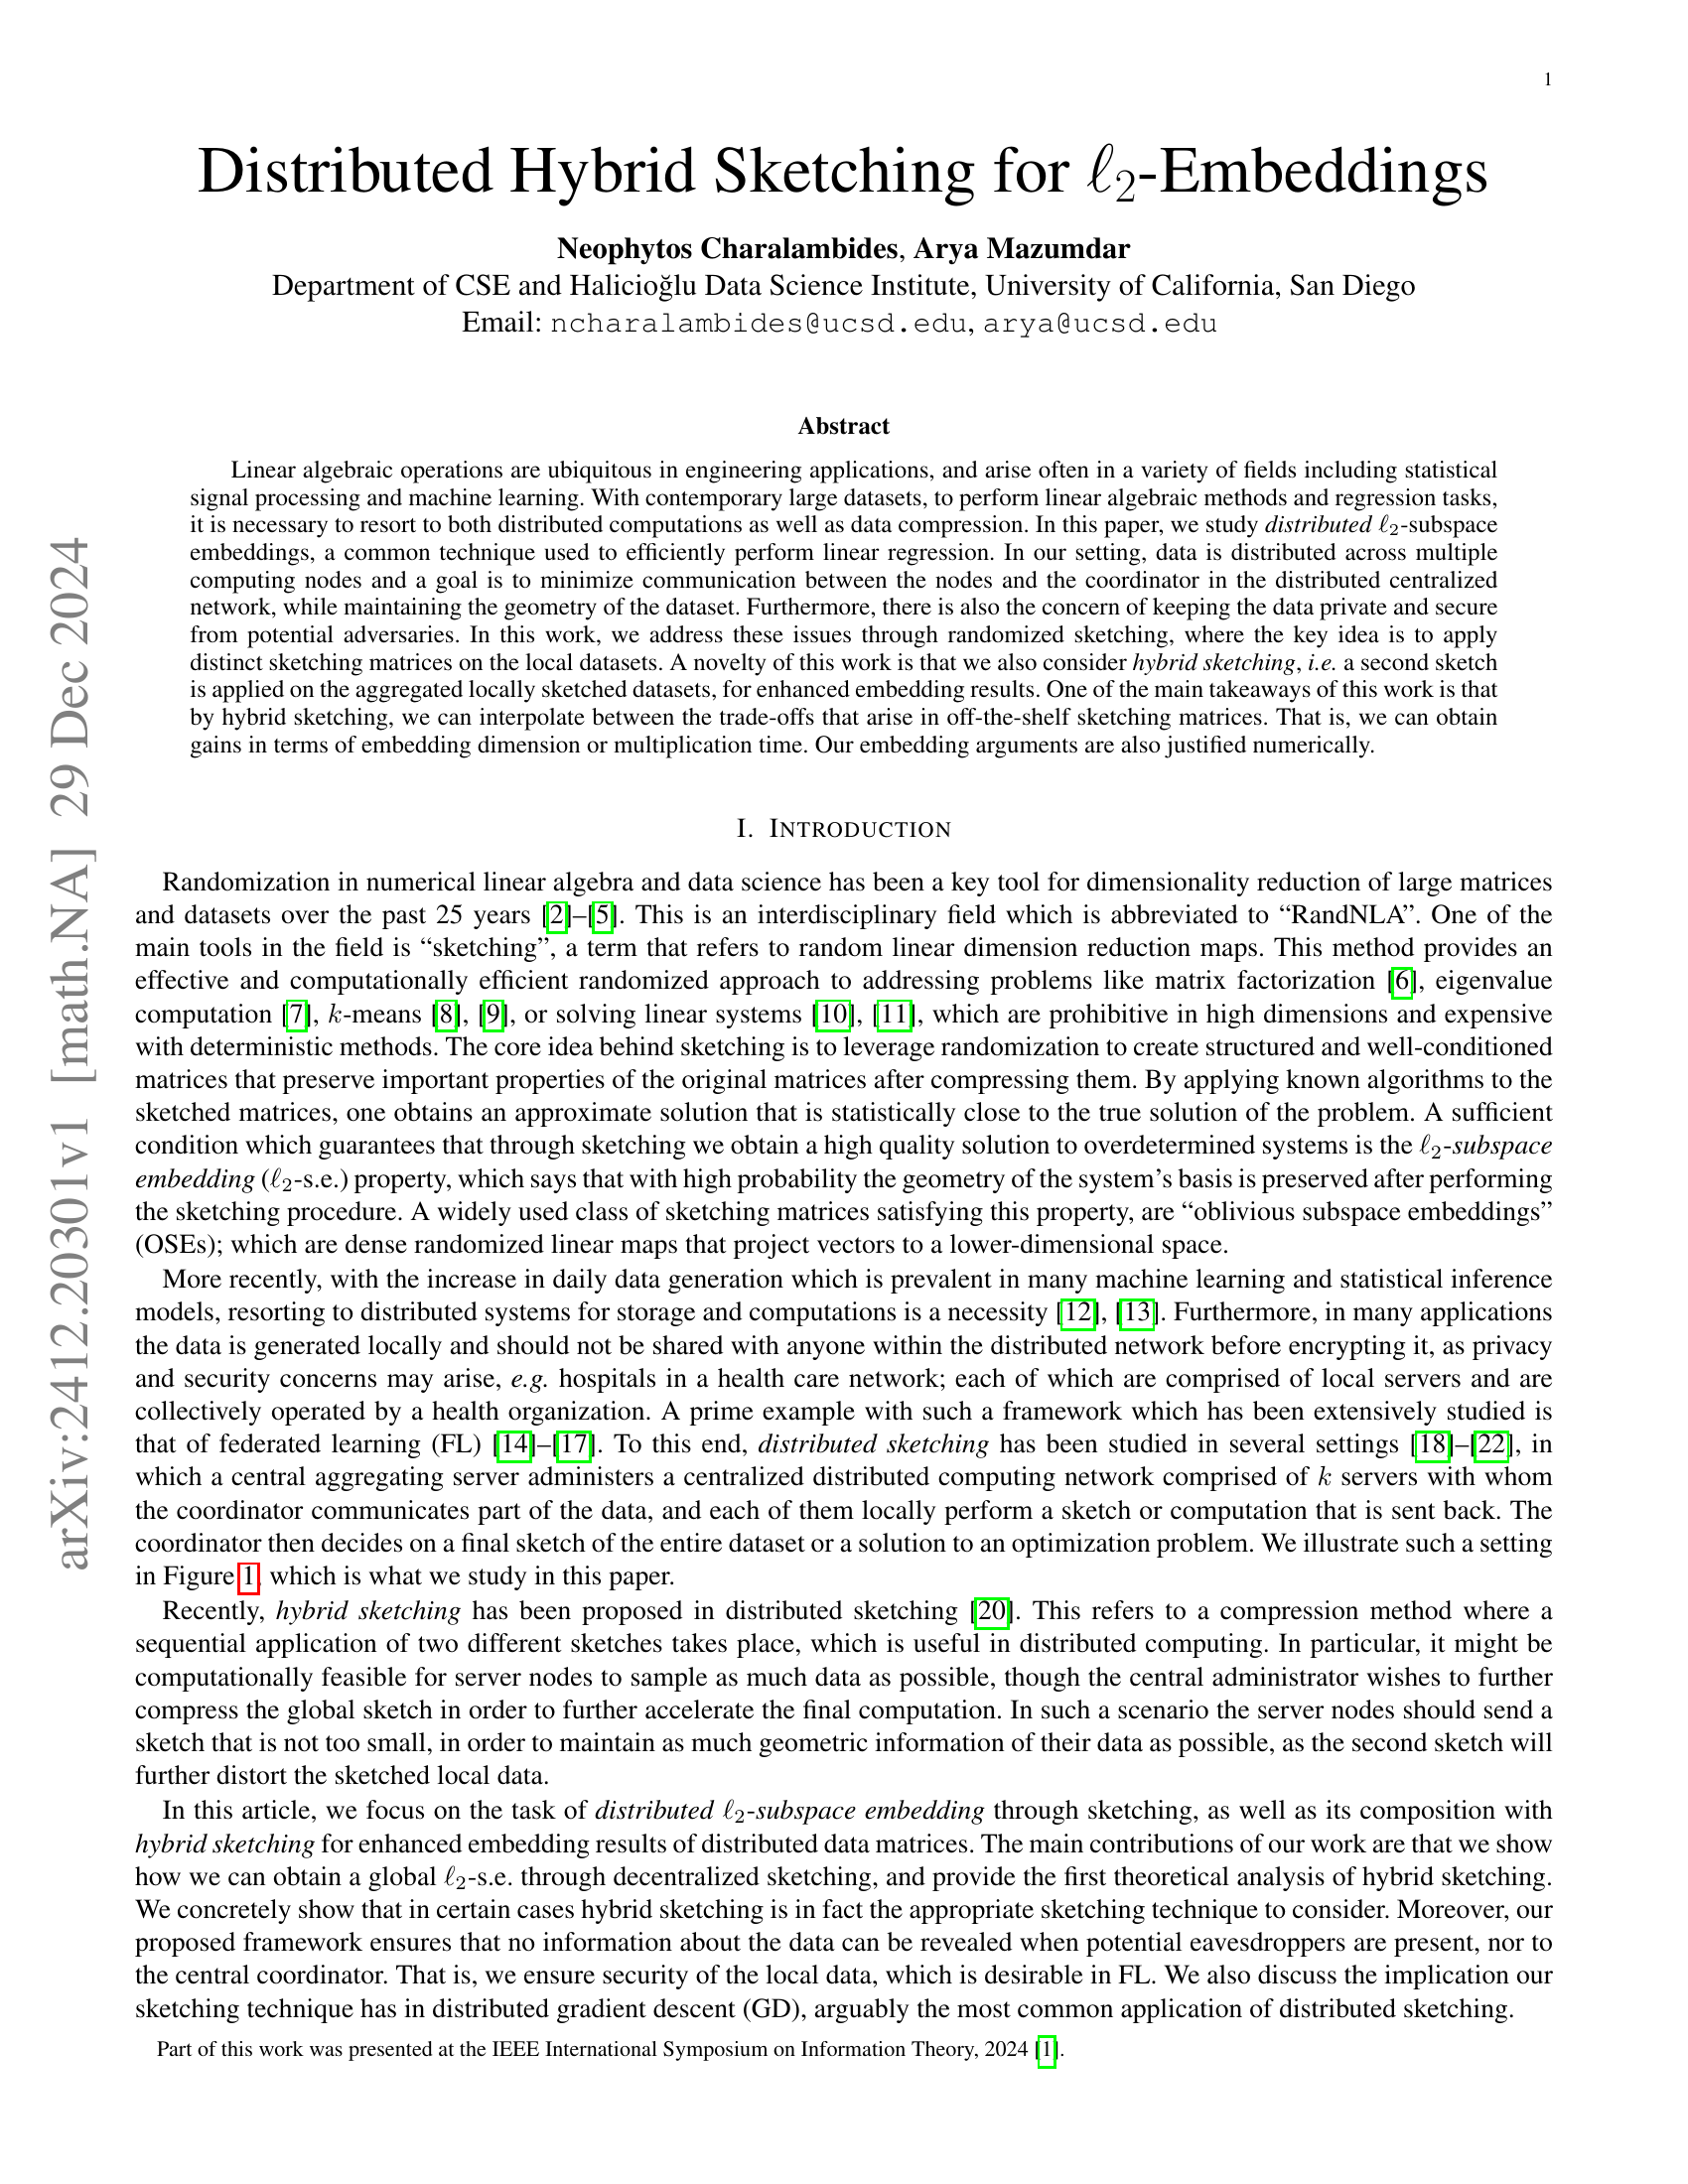 1
Distributed Hybrid Sketching for ℓ2-Embeddings
Neophytos Charalambides, Arya Mazumdar
Department of CSE and Halicioğlu Data Science Institute, University of California, San Diego
Email: ncharalambides@ucsd.edu, arya@ucsd.edu
Abstract
Linear algebraic operations are ubiquitous in engineering applications, and arise often in a variety of fields including statistical
signal processing and machine learning. With contemporary large datasets, to perform linear algebraic methods and regression tasks,
it is necessary to resort to both distributed computations as well as data compression. In this paper, we study distributed ℓ2-subspace
embeddings, a common technique used to efficiently perform linear regression. In our setting, data is distributed across multiple
computing nodes and a goal is to minimize communication between the nodes and the coordinator in the distributed centralized
network, while maintaining the geometry of the dataset. Furthermore, there is also the concern of keeping the data private and secure
from potential adversaries. In this work, we address these issues through randomized sketching, where the key idea is to apply
distinct sketching matrices on the local datasets. A novelty of this work is that we also consider hybrid sketching, i.e. a second sketch
is applied on the aggregated locally sketched datasets, for enhanced embedding results. One of the main takeaways of this work is that
by hybrid sketching, we can interpolate between the trade-offs that arise in off-the-shelf sketching matrices. That is, we can obtain
gains in terms of embedding dimension or multiplication time. Our embedding arguments are also justified numerically.
I. INTRODUCTION
Randomization in numerical linear algebra and data science has been a key tool for dimensionality reduction of large matrices
and datasets over the past 25 years [2]–[5]. This is an interdisciplinary field which is abbreviated to “RandNLA”. One of the
main tools in the field is “sketching”, a term that refers to random linear dimension reduction maps. This method provides an
effective and computationally efficient randomized approach to addressing problems like matrix factorization [6], eigenvalue
computation [7], k-means [8], [9], or solving linear systems [10], [11], which are prohibitive in high dimensions and expensive
with deterministic methods. The core idea behind sketching is to leverage randomization to create structured and well-conditioned
matrices that preserve important properties of the original matrices after compressing them. By applying known algorithms to the
sketched matrices, one obtains an approximate solution that is statistically close to the true solution of the problem. A sufficient
condition which guarantees that through sketching we obtain a high quality solution to overdetermined systems is the ℓ2-subspace
embedding (ℓ2-s.e.) property, which says that with high probability the geometry of the system’s basis is preserved after performing
the sketching procedure. A widely used class of sketching matrices satisfying this property, are “oblivious subspace embeddings”
(OSEs); which are dense randomized linear maps that project vectors to a lower-dimensional space.
More recently, with the increase in daily data generation which is prevalent in many machine learning and statistical inference
models, resorting to distributed systems for storage and computations is a necessity [12], [13]. Furthermore, in many applications
the data is generated locally and should not be shared with anyone within the distributed network before encrypting it, as privacy
and security concerns may arise, e.g. hospitals in a health care network; each of which are comprised of local servers and are
collectively operated by a health organization. A prime example with such a framework which has been extensively studied is
that of federated learning (FL) [14]–[17]. To this end, distributed sketching has been studied in several settings [18]–[22], in
which a central aggregating server administers a centralized distributed computing network comprised of k servers with whom
the coordinator communicates part of the data, and each of them locally perform a sketch or computation that is sent back. The
coordinator then decides on a final sketch of the entire dataset or a solution to an optimization problem. We illustrate such a setting
in Figure 1, which is what we study in this paper.
Recently, hybrid sketching has been proposed in distributed sketching [20]. This refers to a compression method where a
sequential application of two different sketches takes place, which is useful in distributed computing. In particular, it might be
computationally feasible for server nodes to sample as much data as possible, though the central administrator wishes to further
compress the global sketch in order to further accelerate the final computation. In such a scenario the server nodes should send a
sketch that is not too small, in order to maintain as much geometric information of their data as possible, as the second sketch will
further distort the sketched local data.
In this article, we focus on the task of distributed ℓ2-subspace embedding through sketching, as well as its composition with
hybrid sketching for enhanced embedding results of distributed data matrices. The main contributions of our work are that we show
how we can obtain a global ℓ2-s.e. through decentralized sketching, and provide the first theoretical analysis of hybrid sketching.
We concretely show that in certain cases hybrid sketching is in fact the appropriate sketching technique to consider. Moreover, our
proposed framework ensures that no information about the data can be revealed when potential eavesdroppers are present, nor to
the central coordinator. That is, we ensure security of the local data, which is desirable in FL. We also discuss the implication our
sketching technique has in distributed gradient descent (GD), arguably the most common application of distributed sketching.
Part of this work was presented at the IEEE International Symposium on Information Theory, 2024 [1].
arXiv:2412.20301v1 [math.NA] 29 Dec 2024